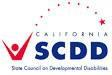 CALIFORNIA
SCDD
State Council on Developmental Disabilities